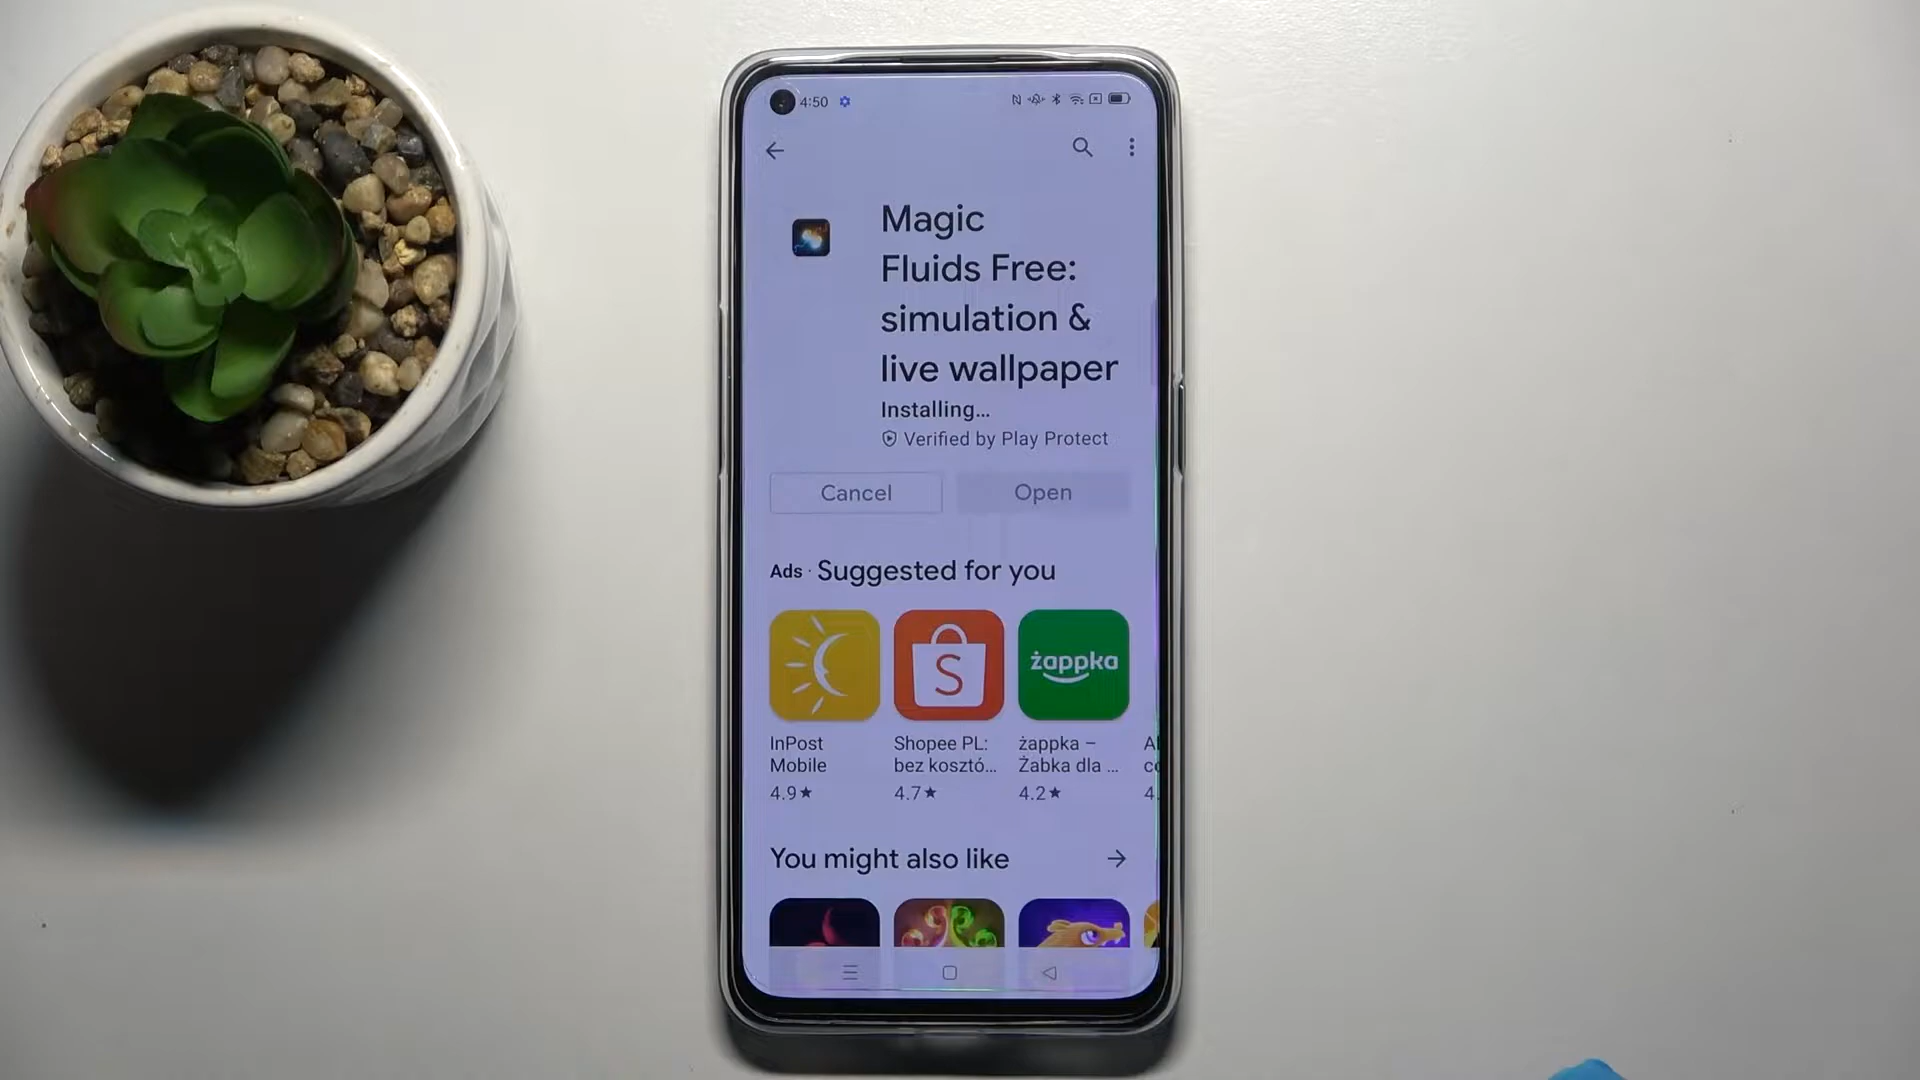 4:50
Magic
Fluids Free:
simulation &
live wallpaper
Installing...
Verified by Play Protect
Cancel Open
Ads · Suggested for you
S żappka
InPost Shopee PL: żappka –
Mobile bez kosztó... Żabka dla ...
4.9★ 4.7★ 4.2★ 4.
You might also like